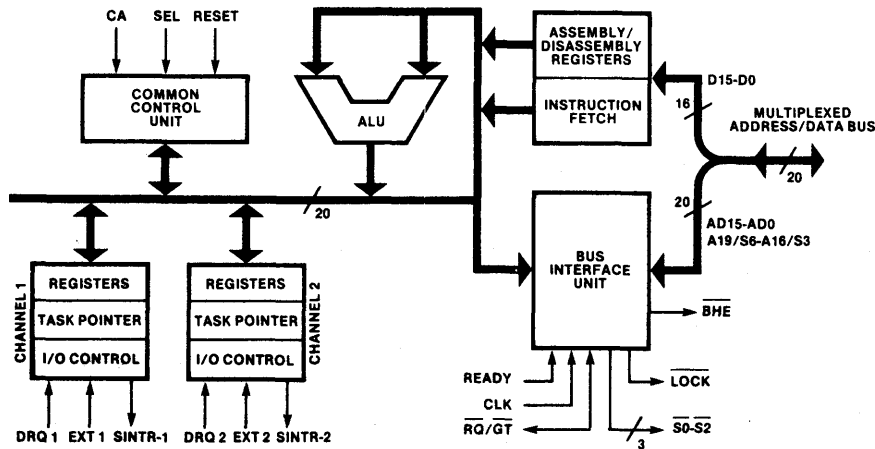 CA SEL RESET
COMMON
CONTROL
UNIT
ALU
ASSEMBLY/
DISASSEMBLY
REGISTERS
INSTRUCTION
FETCH
D15-D0
16
MULTIPLEXED
ADDRESS/DATA BUS
20
20
20
AD15-AD0
A19/S6-A16/S3
BUS
INTERFACE
UNIT
CHANNEL 1
REGISTERS
TASK POINTER
I/O CONTROL
REGISTERS
TASK POINTER
I/O CONTROL
CHANNEL 2
DRQ 1 EXT 1 SINTR-1
DRQ 2 EXT 2 SINTR-2
BHE
READY
CLK
RQ/GT
LOCK
S0-S2
3